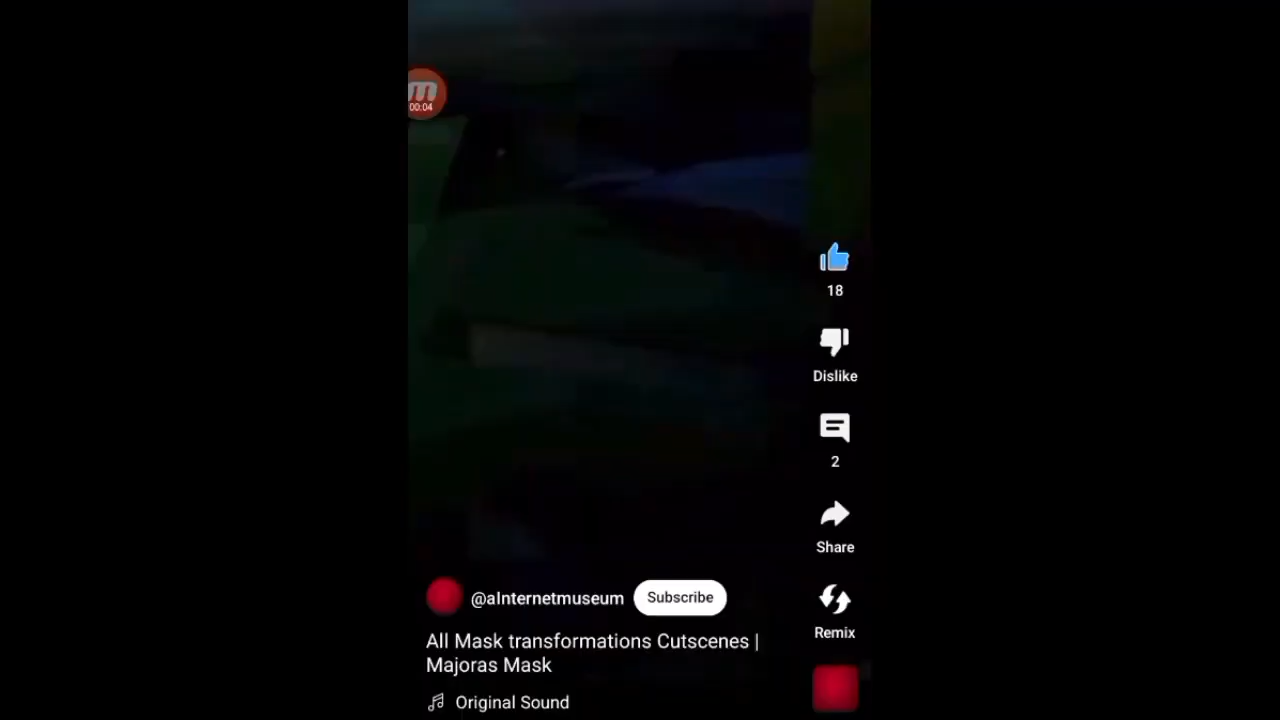 m
00:04
18
Dislike
2
Share
Remix
@aInternetmuseum
Subscribe
All Mask transformations Cutscenes |
Majoras Mask
Original Sound